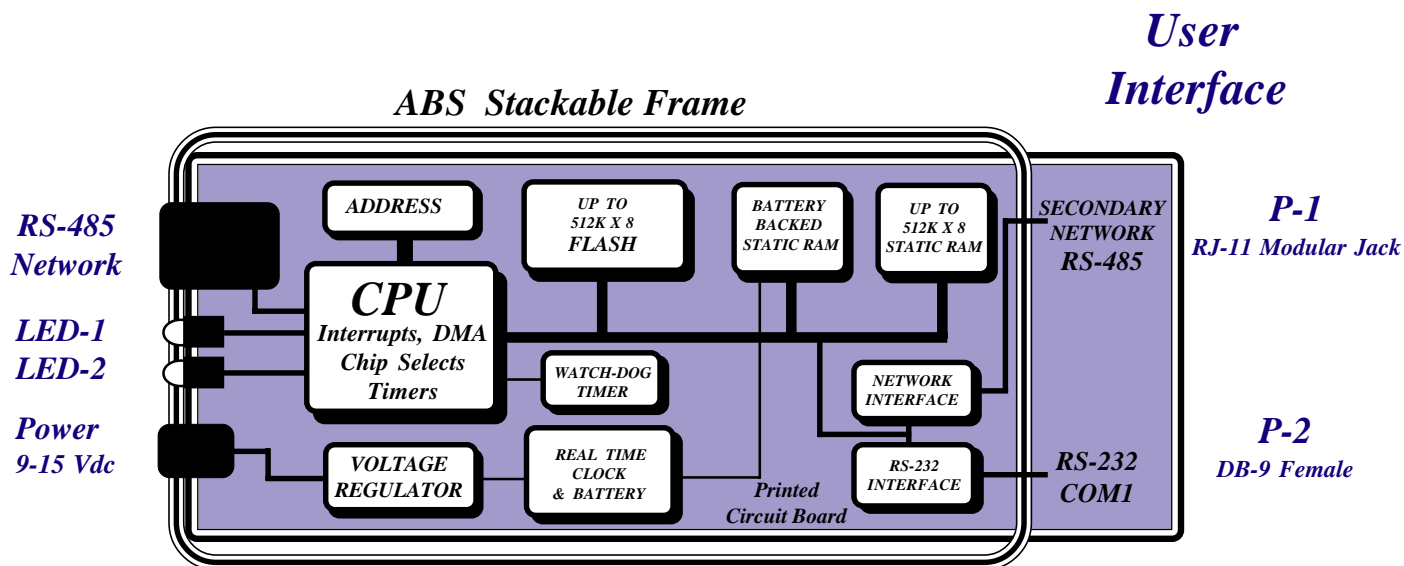 User
Interface
ABS Stackable Frame
RS-485
Network
LED-1
LED-2
Power
9-15 Vdc
ADDRESS
CPU
Interrupts, DMA
Chip Selects
Timers
UP TO
512K X 8
FLASH
BATTERY
BACKED
STATIC RAM
UP TO
512K X 8
STATIC RAM
WATCH-DOG
TIMER
VOLTAGE
REGULATOR
REAL TIME
CLOCK
& BATTERY
NETWORK
INTERFACE
RS-232
INTERFACE
Printed
Circuit Board
SECONDARY
NETWORK
RS-485
RS-232
COM1
P-1
RJ-11 Modular Jack
P-2
DB-9 Female